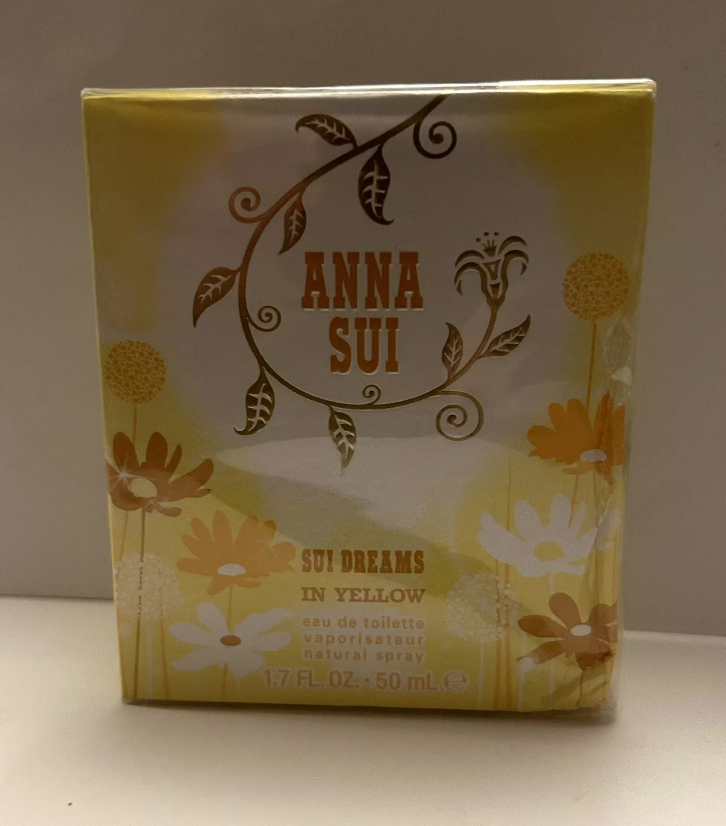 ANNA
SUI
SUI DREAMS
IN YELLOW
eau de toilette
vaporisateur
natural spray
1.7 FL. OZ. • 50 mL ℮